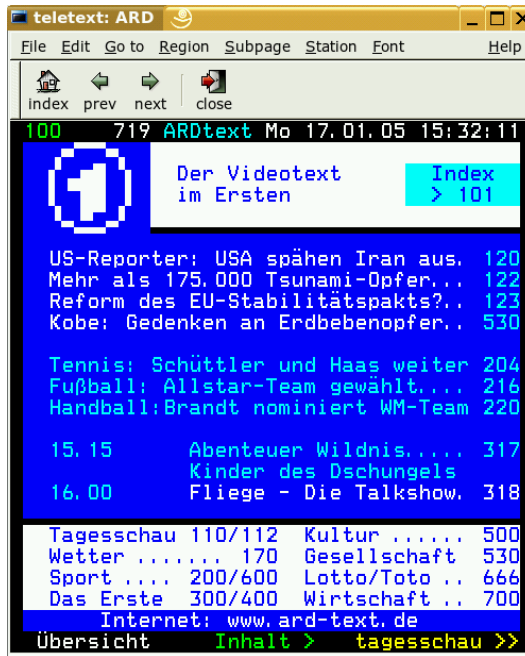 teletext: ARD
File Edit Go to Region Subpage Station Font Help
index prev next close
100 719 ARDtext Mo 17.01.05 15:32:11
1
Der Videotext Index
im Ersten > 101
US-Reporter: USA spähen Iran aus. 120
Mehr als 175.000 Tsunami-Opfer... 122
Reform des EU-Stabilitätspakts?.. 123
Kobe: Gedenken an Erdbebenopfer.. 530
Tennis: Schüttler und Haas weiter 204
Fußball: Allstar-Team gewählt.... 216
Handball:Brandt nominiert WM-Team 220
15.15 Abenteuer Wildnis..... 317
Kinder des Dschungels
16.00 Fliege - Die Talkshow. 318
Tagesschau 110/112 Kultur ...... 500
Wetter ....... 170 Gesellschaft 530
Sport .... 200/600 Lotto/Toto .. 666
Das Erste 300/400 Wirtschaft .. 700
Internet: www.ard-text.de
Übersicht Inhalt > tagesschau >>